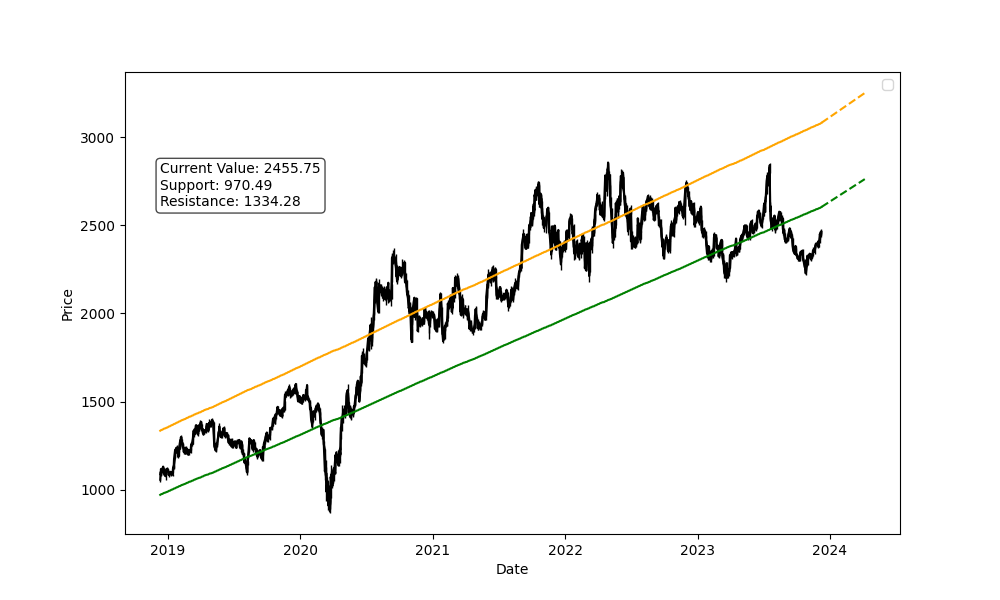 3000
2500
2000
1500
1000
Price
Current Value: 2455.75
Support: 970.49
Resistance: 1334.28
2019 2020 2021 2022 2023 2024
Date